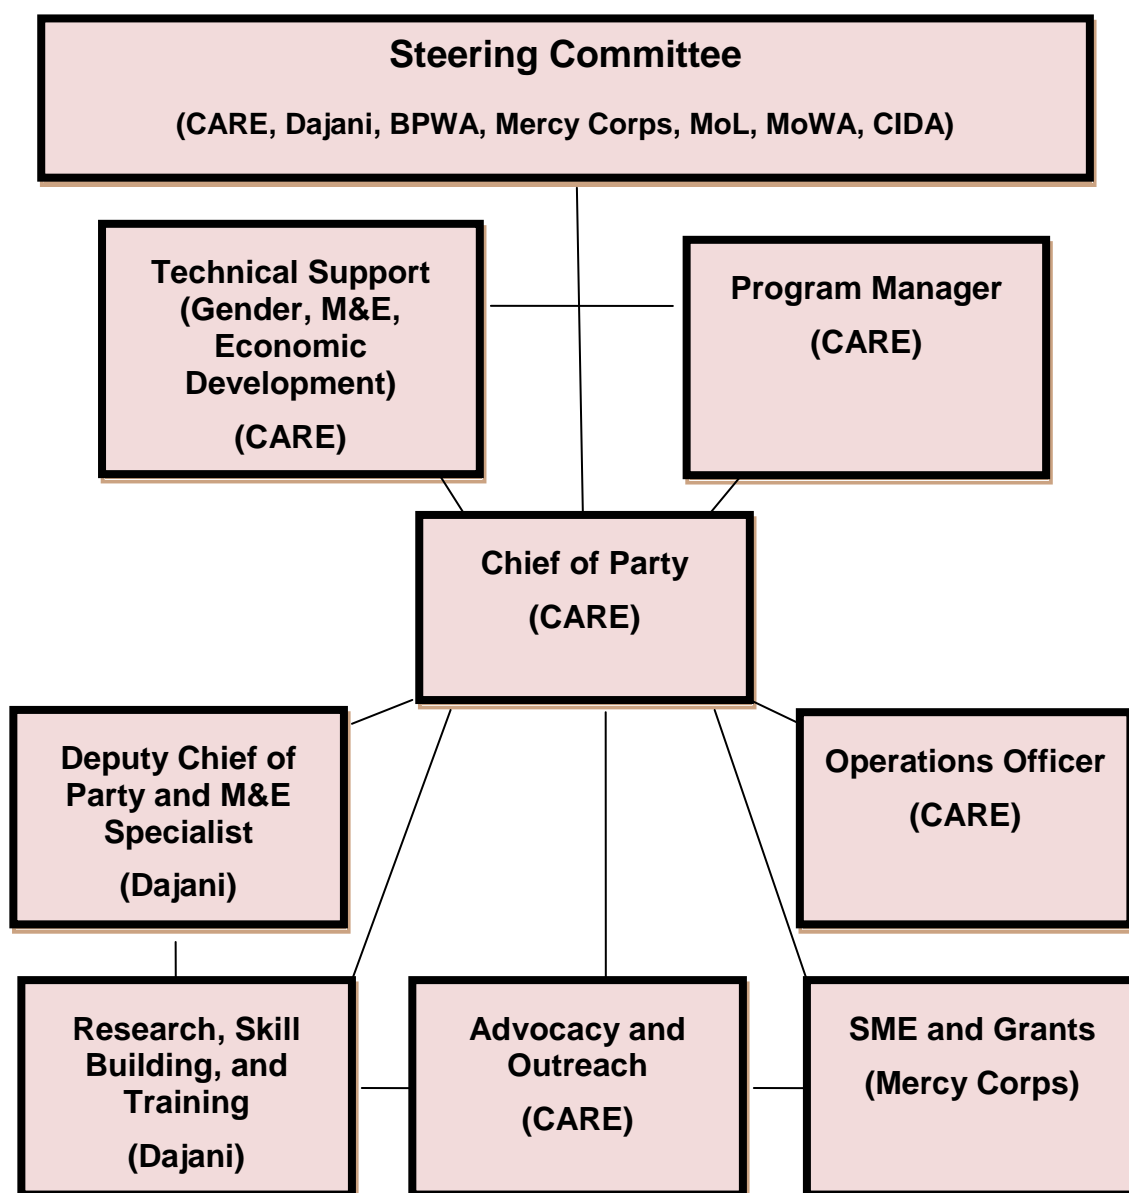 Steering Committee
(CARE, Dajani, BPWA, Mercy Corps, MoL, MoWA, CIDA)
Technical Support
(Gender, M&E,
Economic
Development)
(CARE)
Program Manager
(CARE)
Chief of Party
(CARE)
Deputy Chief of
Party and M&E
Specialist
(Dajani)
Operations Officer
(CARE)
Research, Skill
Building, and
Training
(Dajani)
Advocacy and
Outreach
(CARE)
SME and Grants
(Mercy Corps)